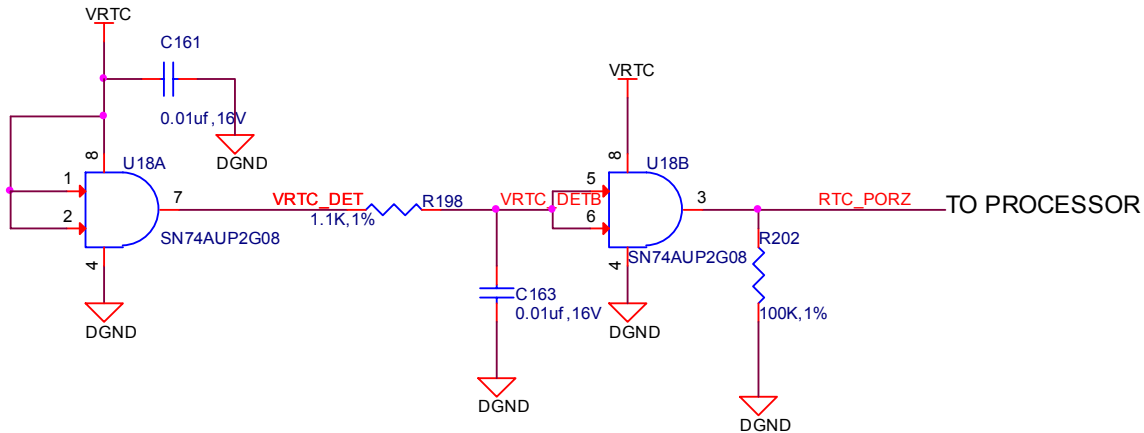 VRTC
C161
0.01uf,16V
DGND
8
U18A
1
2
7
4
SN74AUP2G08
DGND
VRTC_DET
1.1K,1%
R198
VRTC_DETB
C163
0.01uf,16V
DGND
VRTC
8
U18B
5
6
3
4
SN74AUP2G08
DGND
RTC_PORZ
TO PROCESSOR
R202
100K,1%
DGND